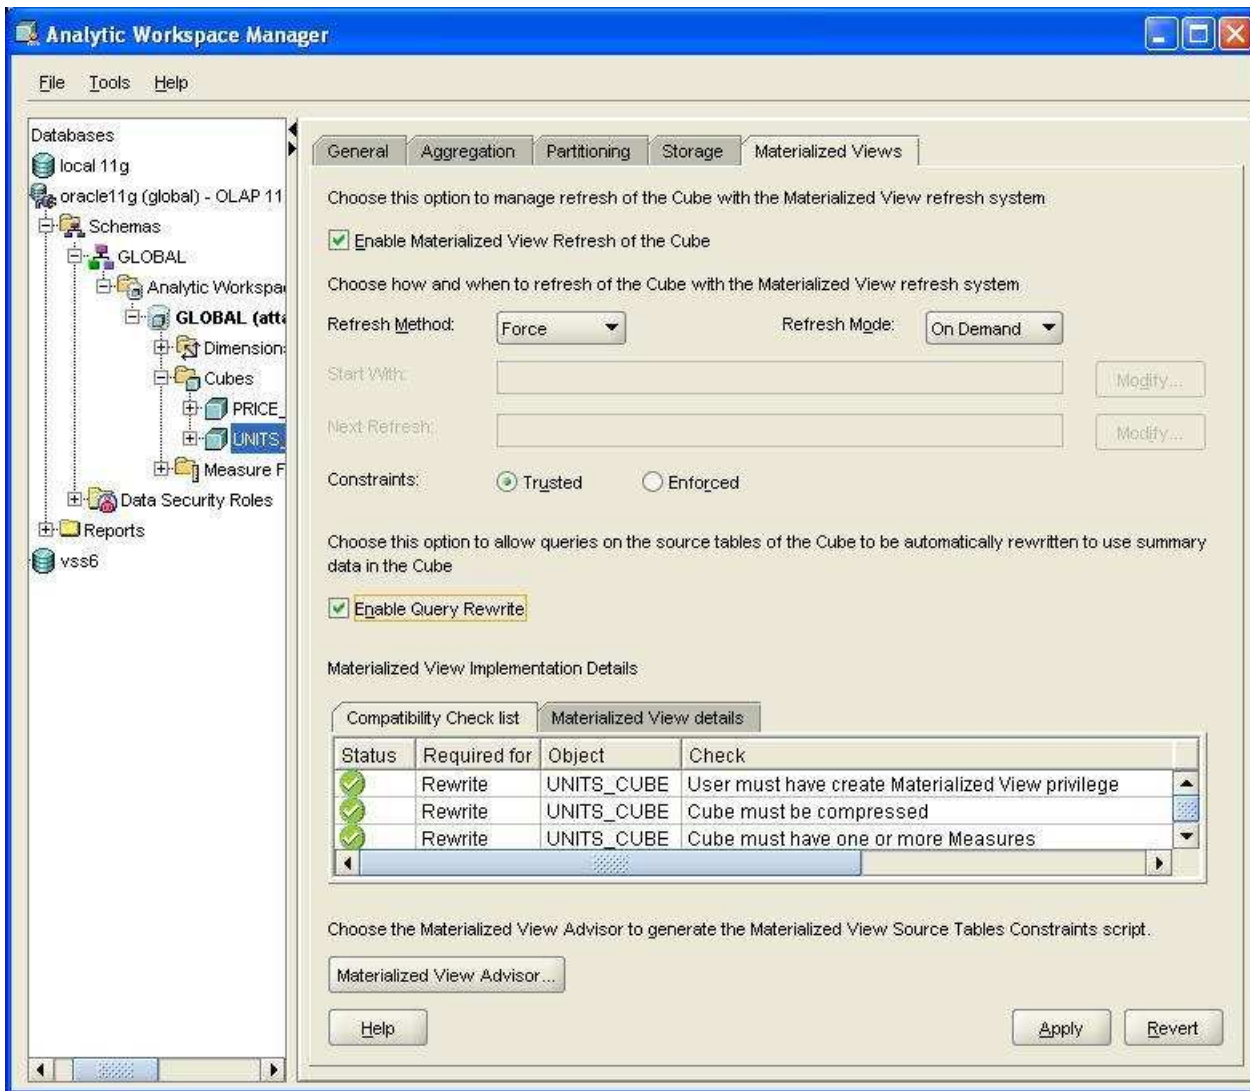 Analytic Workspace Manager
File Tools Help
Databases
local 11g
oracle11g (global) - OLAP 11
Schemas
GLOBAL
Analytic Workspa
GLOBAL (atta
Dimension
Cubes
PRICE_
UNITS_
Measure F
Data Security Roles
Reports
vss6
General Aggregation Partitioning Storage Materialized Views
Choose this option to manage refresh of the Cube with the Materialized View refresh system
Enable Materialized View Refresh of the Cube
Choose how and when to refresh of the Cube with the Materialized View refresh system
Refresh Method: Force Refresh Mode: On Demand
Start With: Modify...
Next Refresh: Modify...
Constraints: Trusted Enforced
Choose this option to allow queries on the source tables of the Cube to be automatically rewritten to use summary
data in the Cube
Enable Query Rewrite
Materialized View Implementation Details
Compatibility Check list Materialized View details
Status Required for Object Check
Rewrite UNITS_CUBE User must have create Materialized View privilege
Rewrite UNITS_CUBE Cube must be compressed
Rewrite UNITS_CUBE Cube must have one or more Measures
Choose the Materialized View Advisor to generate the Materialized View Source Tables Constraints script.
Materialized View Advisor...
Help Apply Revert